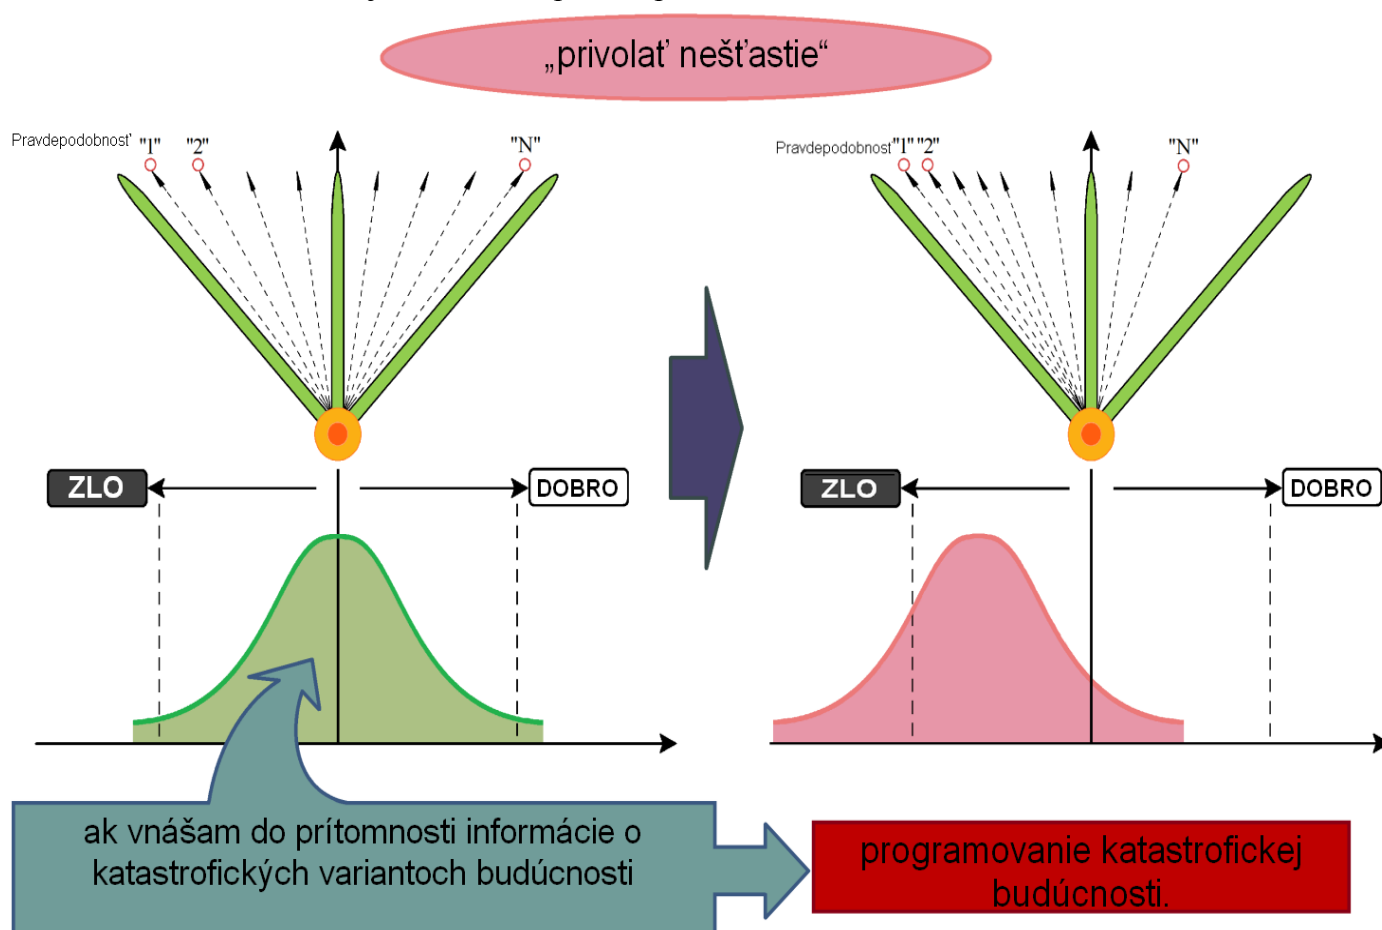 „privolať nešťastie“
Pravdepodobnosť "1" "2" "N"
Pravdepodobnosť "1" "2" "N"
ZLO DOBRO
ZLO DOBRO
ak vnášam do prítomnosti informácie o
katastrofických variantoch budúcnosti
programovanie katastrofickej
budúcnosti.